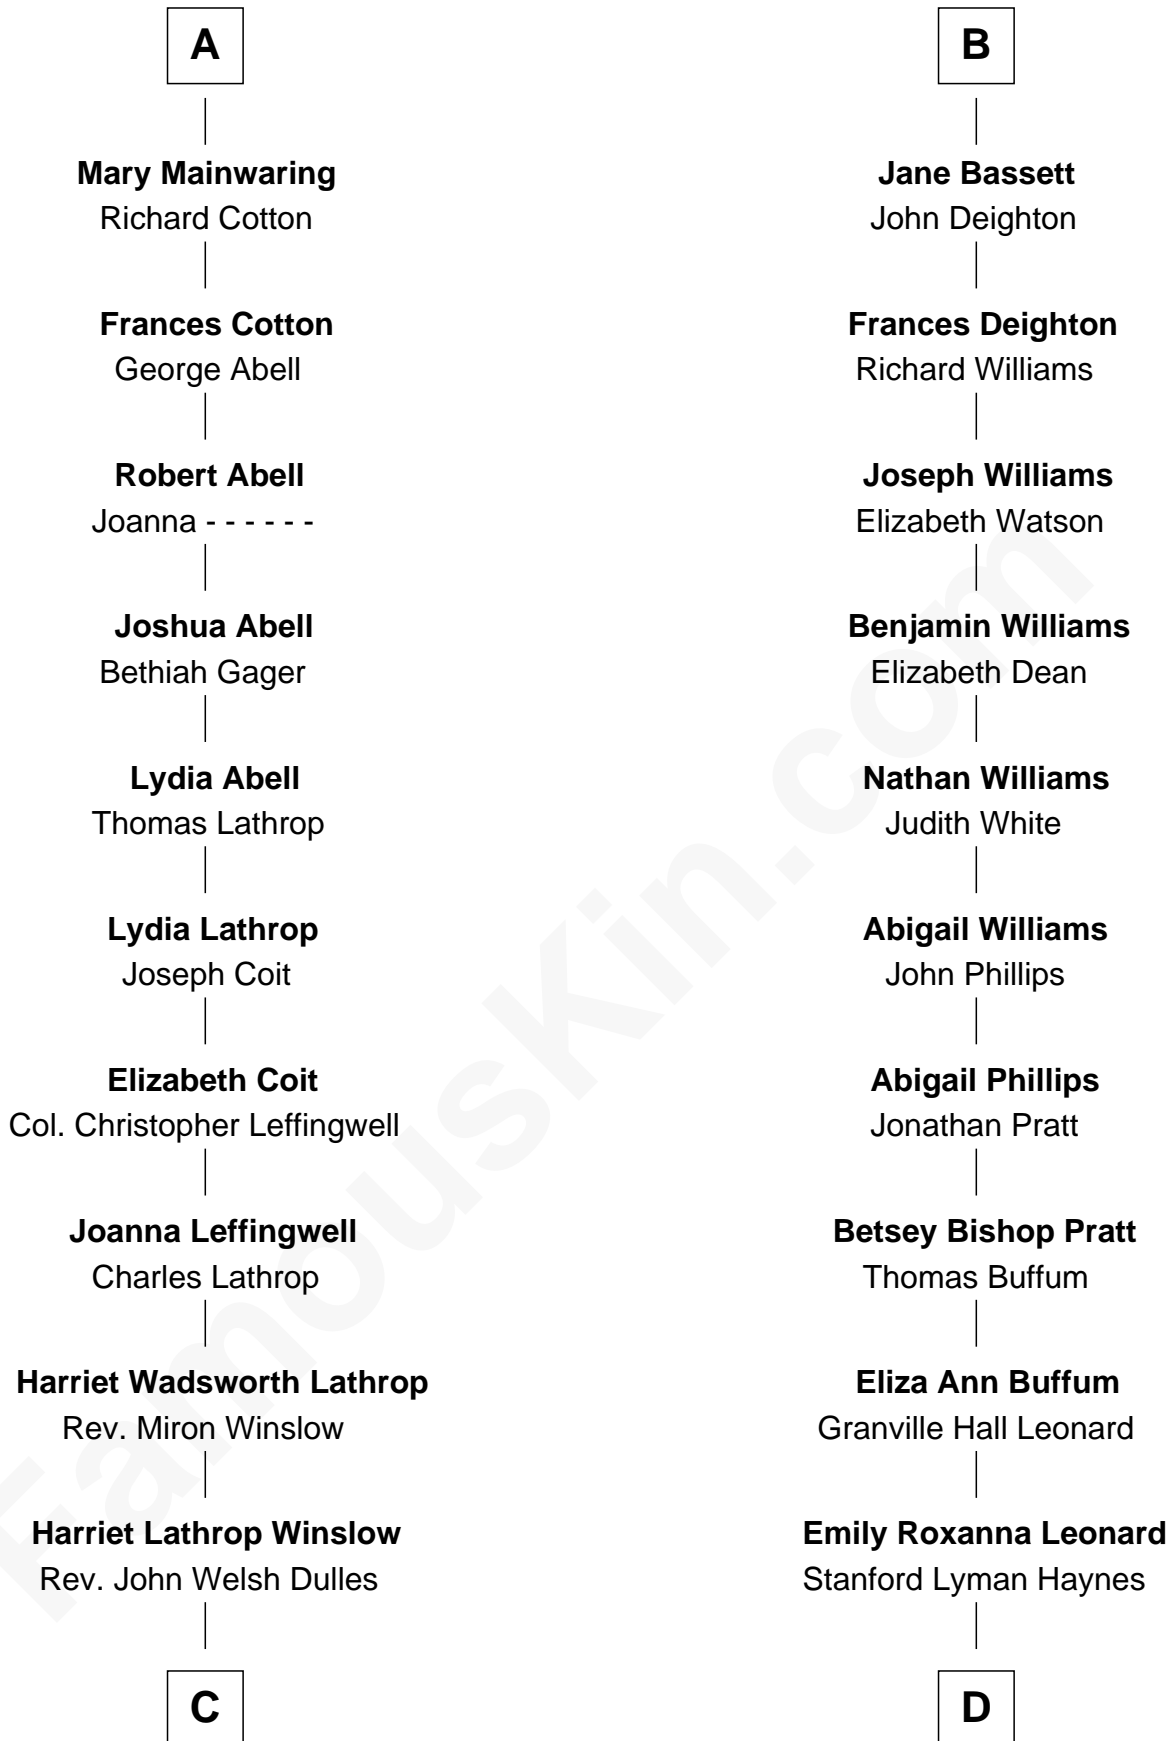 A
Mary Mainwaring
Richard Cotton
Frances Cotton
George Abell
Robert Abell
Joanna - - - - - -
Joshua Abell
Bethiah Gager
Lydia Abell
Thomas Lathrop
Lydia Lathrop
Joseph Coit
Elizabeth Coit
Col. Christopher Leffingwell
Joanna Leffingwell
Charles Lathrop
Harriet Wadsworth Lathrop
Rev. Miron Winslow
Harriet Lathrop Winslow
Rev. John Welsh Dulles
C
B
Jane Bassett
John Deighton
Frances Deighton
Richard Williams
Joseph Williams
Elizabeth Watson
Benjamin Williams
Elizabeth Dean
Nathan Williams
Judith White
Abigail Williams
John Phillips
Abigail Phillips
Jonathan Pratt
Betsey Bishop Pratt
Thomas Buffum
Eliza Ann Buffum
Granville Hall Leonard
Emily Roxanna Leonard
Stanford Lyman Haynes
D
FamousKin.com